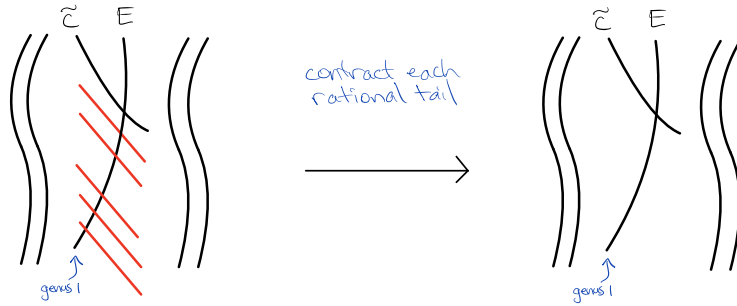 C̃ E
contract each
rational tail
genus 1
C̃ E
genus 1